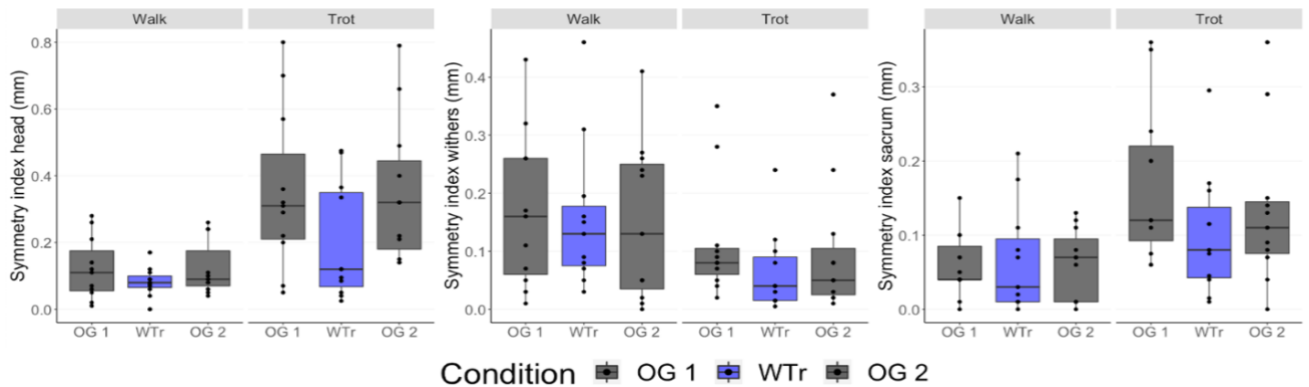 Walk Trot Walk Trot Walk Trot
Symmetry index head (mm)
0.8
0.6
0.4
0.2
0.0
OG 1 WTr OG 2 OG 1 WTr OG 2
Symmetry index withers (mm)
0.4
0.3
0.2
0.1
0.0
OG 1 WTr OG 2 OG 1 WTr OG 2
Symmetry index sacrum (mm)
0.3
0.2
0.1
0.0
OG 1 WTr OG 2 OG 1 WTr OG 2
Condition OG 1 WTr OG 2